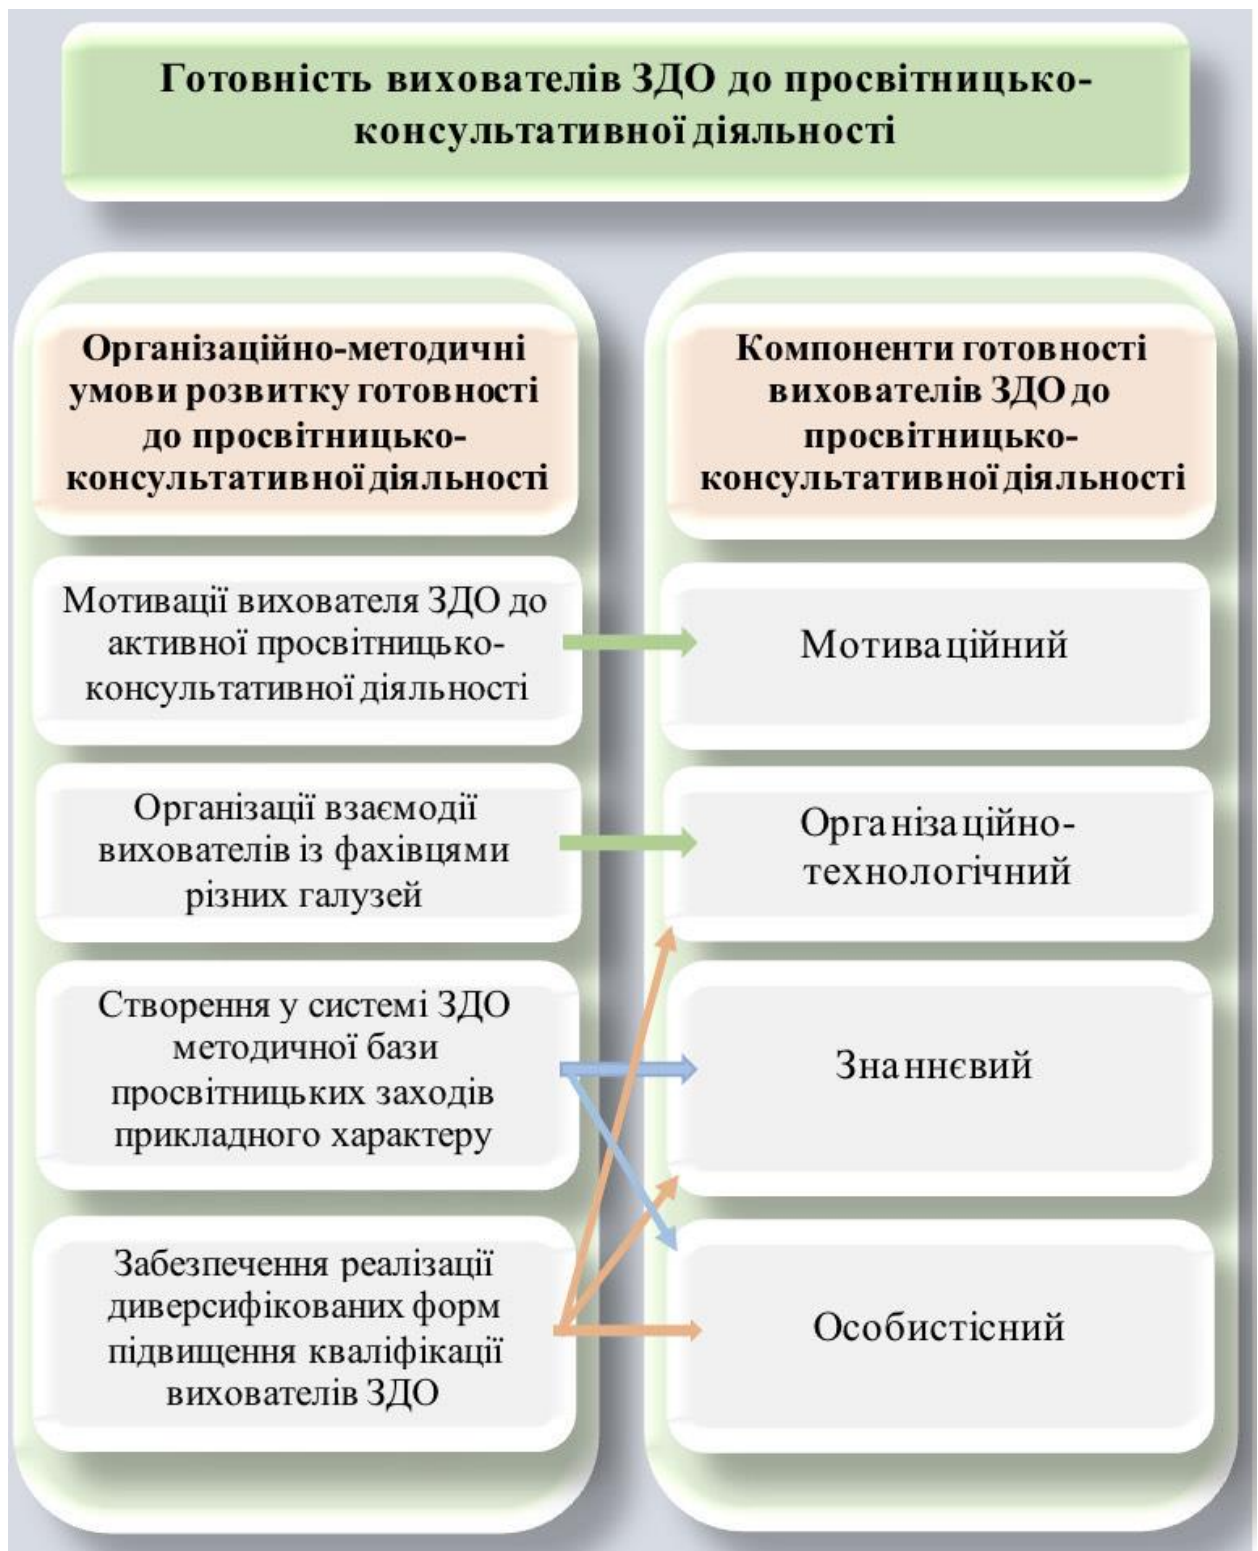 Готовність вихователів ЗДО до просвітницько-
консультативної діяльності
Організаційно-методичні
умови розвитку готовності
до просвітницько-
консультативної діяльності
Мотивації вихователя ЗДО до
активної просвітницько-
консультативної діяльності
Організації взаємодії
вихователів із фахівцями
різних галузей
Створення у системі ЗДО
методичної бази
просвітницьких заходів
прикладного характеру
Забезпечення реалізації
диверсифікованих форм
підвищення кваліфікації
вихователів ЗДО
Компоненти готовності
вихователів ЗДО до
просвітницько-
консультативної діяльності
Мотиваційний
Організаційно-
технологічний
Знаннєвий
Особистісний